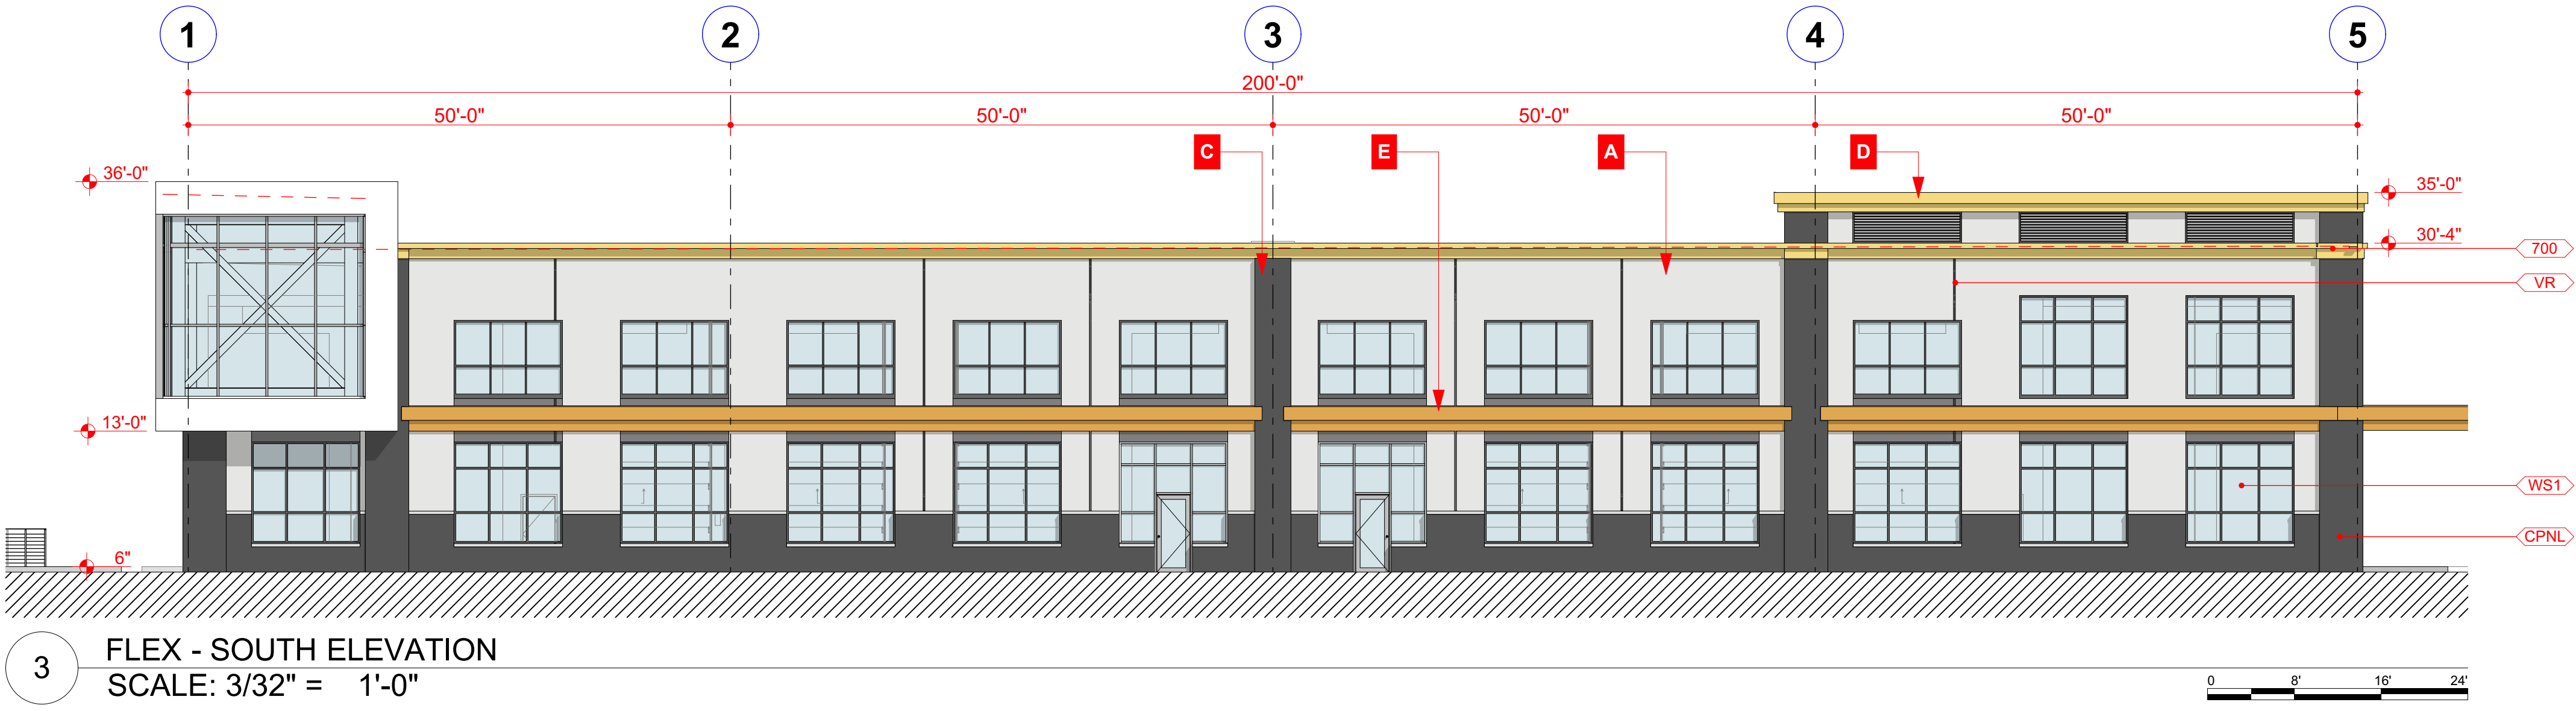 1 2 3 4 5
200'-0"
50'-0" 50'-0" 50'-0" 50'-0"
C E A D
36'-0"
35'-0"
30'-4"
700
VR
13'-0"
WS1
CPNL
6"
3
FLEX - SOUTH ELEVATION
SCALE: 3/32" = 1'-0"
0 8' 16' 24'